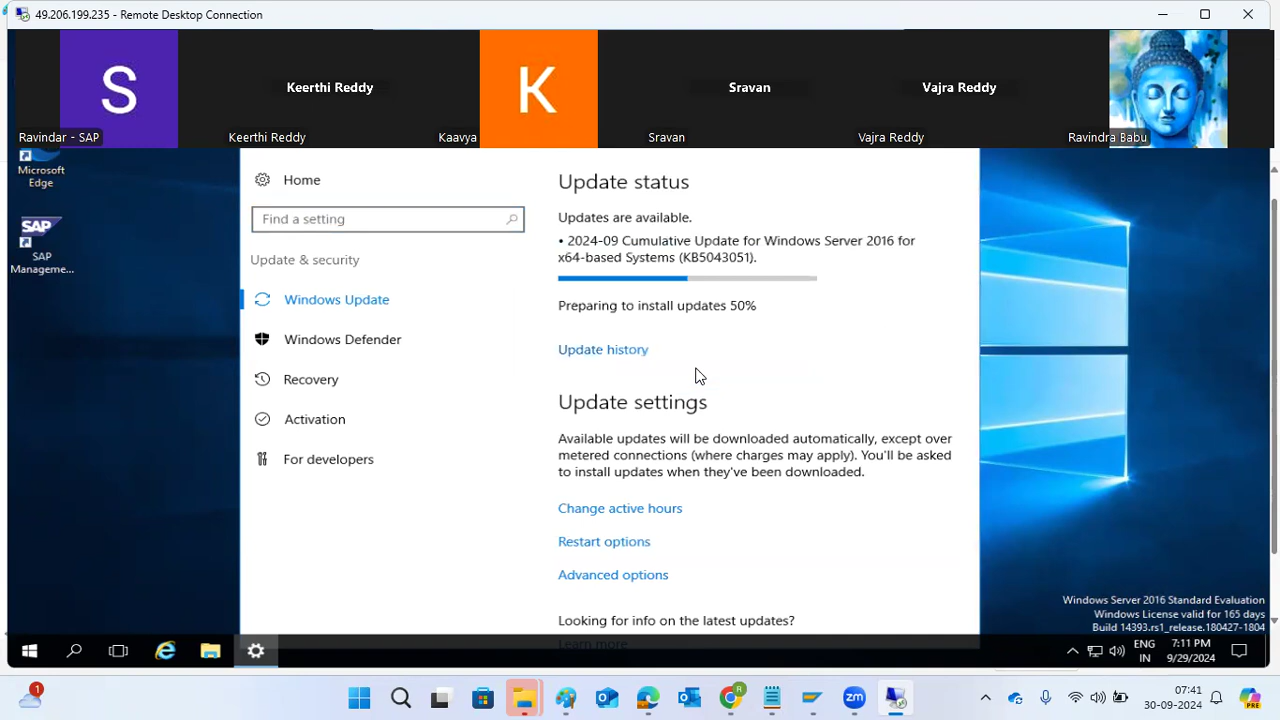 49.206.199.235 - Remote Desktop Connection
S
Keerthi Reddy
K
Sravan
Vajra Reddy
Ravindar - SAP
Keerthi Reddy
Kaavya
Sravan
Vajra Reddy
Ravindra Babu
Microsoft
Edge
SAP
SAP
Manageme...
Home
Find a setting
Update & security
Windows Update
Windows Defender
Recovery
Activation
For developers
Update status
Updates are available.
• 2024-09 Cumulative Update for Windows Server 2016 for
x64-based Systems (KB5043051).
Preparing to install updates 50%
Update history
Update settings
Available updates will be downloaded automatically, except over
metered connections (where charges may apply). You'll be asked
to install updates when they've been downloaded.
Change active hours
Restart options
Advanced options
Looking for info on the latest updates?
Learn more
Windows Server 2016 Standard Evaluation
Windows License valid for 165 days
Build 14393.rs1_release.180427-1804
ENG
IN
7:11 PM
9/29/2024
1
R
zm
07:41
30-09-2024
PRE